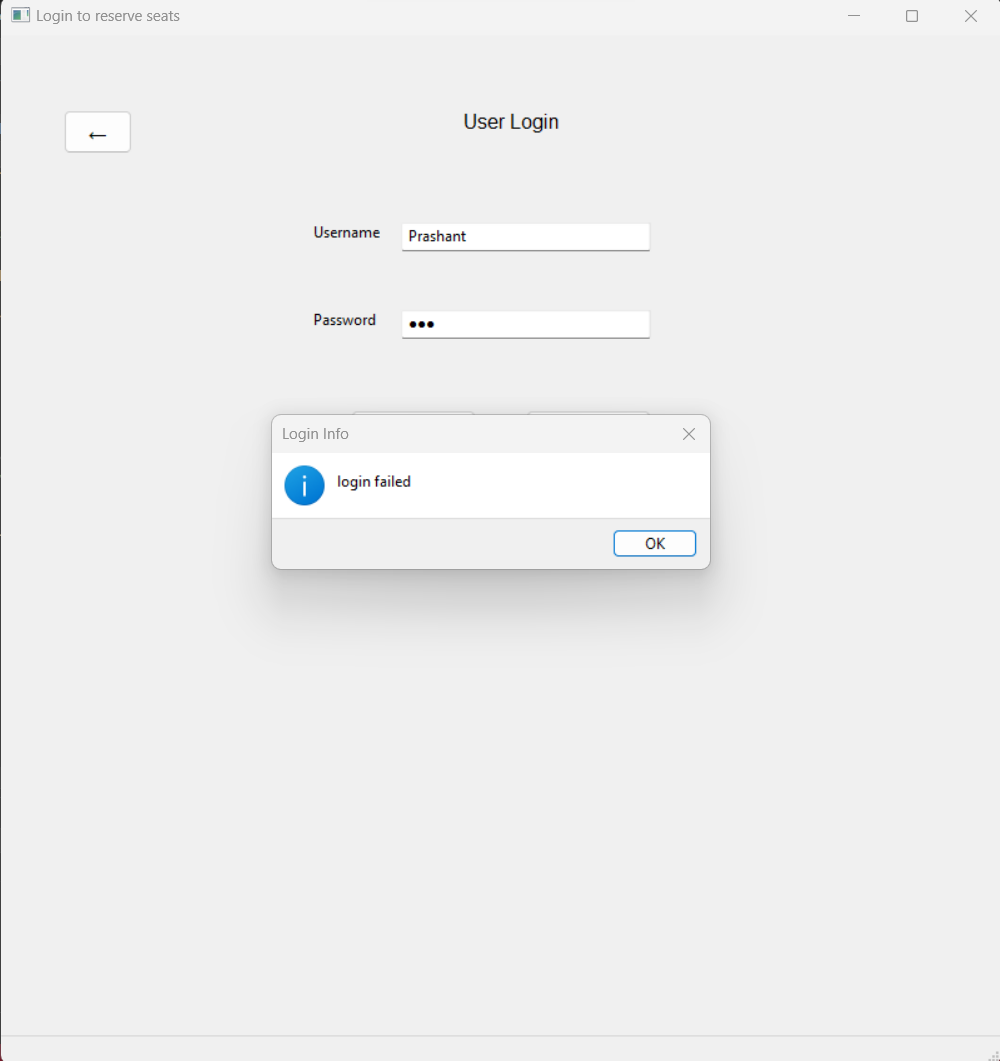 Login to reserve seats
←
User Login
Username Prashant
Password •••
Login Info
login failed
OK